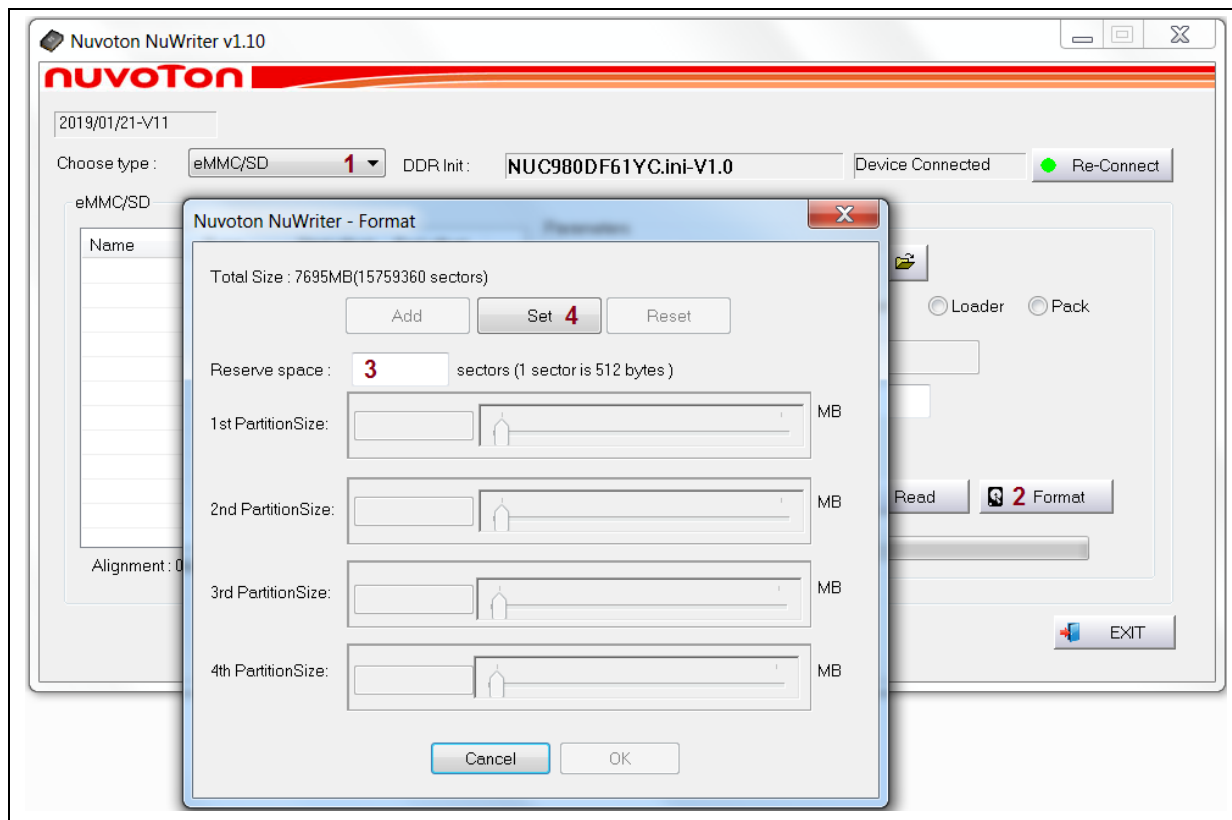 Nuvoton NuWriter v1.10
nuvoTon
2019/01/21-V11
Choose type : eMMC/SD 1 DDR Init : NUC980DF61YC.ini-V1.0 Device Connected Re-Connect
eMMC/SD
Nuvoton NuWriter - Format
Parameters
Name
Total Size : 7695MB(15759360 sectors)
Add Set 4 Reset
Loader Pack
Reserve space : 3 sectors (1 sector is 512 bytes )
1st PartitionSize: MB
2nd PartitionSize: MB
Read 2 Format
Alignment : 0
3rd PartitionSize: MB
EXIT
4th PartitionSize: MB
Cancel OK